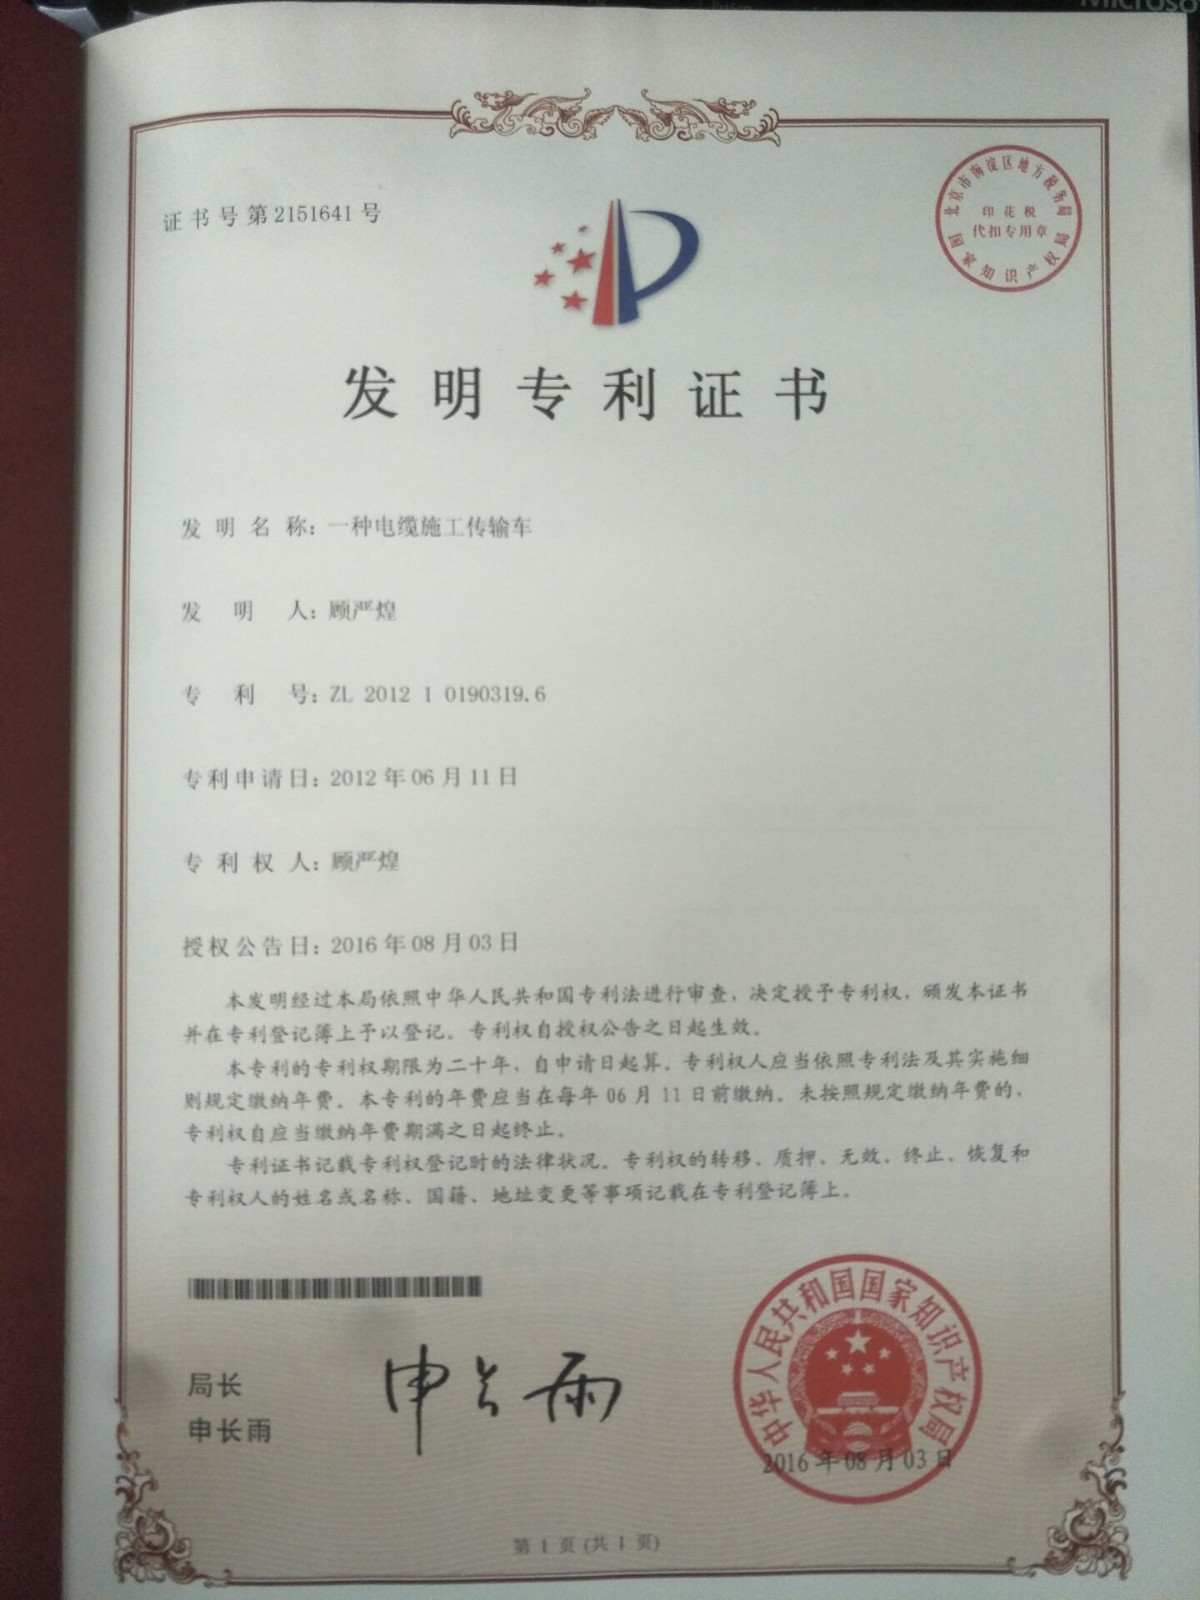 Microso
证书号第2151641号
北京市海淀区地方税务局
印花税
代扣专用章
国家知识产权局
发明专利证书
发明名称：一种电缆施工传输车
发明人：顾严煌
专利号：ZL 2012 1 0190319.6
专利申请日：2012年06月11日
专利权人：顾严煌
授权公告日：2016年08月03日
本发明经过本局依照中华人民共和国专利法进行审查，决定授予专利权，颁发本证书
并在专利登记簿上予以登记。专利权自授权公告之日起生效。
本专利的专利权期限为二十年，自申请日起算。专利权人应当依照专利法及其实施细
则规定缴纳年费。本专利的年费应当在每年06月11日前缴纳。未按照规定缴纳年费的，
专利权自应当缴纳年费期满之日起终止。
专利证书记载专利权登记时的法律状况。专利权的转移、质押、无效、终止、恢复和
专利权人的姓名或名称、国籍、地址变更等事项记载在专利登记簿上。
局长
申长雨
申长雨
中华人民共和国国家知识产权局
2016年08月03日
第1页(共1页)